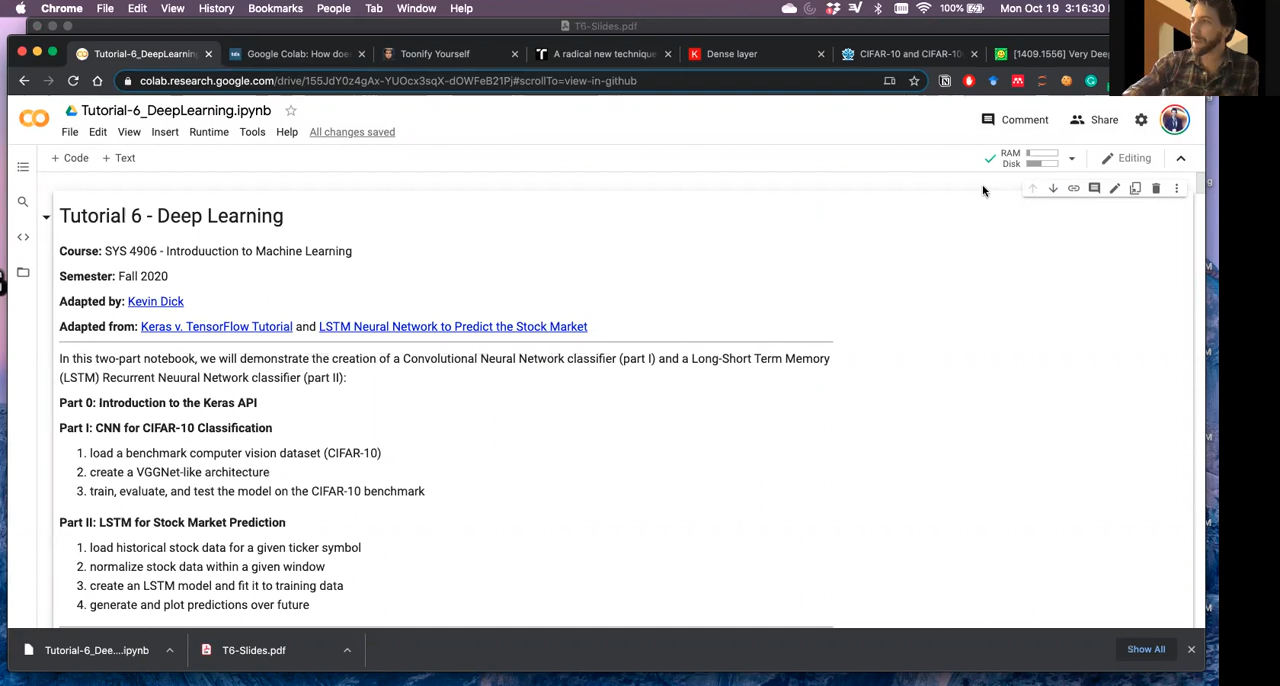 Chrome File Edit View History Bookmarks People Tab Window Help 100% Mon Oct 19 3:16:30 PM
T6-Slides.pdf
Tutorial-6_DeepLearning Google Colab: How does Toonify Yourself A radical new technique Dense layer CIFAR-10 and CIFAR-10 [1409.1556] Very Deep
colab.research.google.com/drive/155JdY0z4gAx-YUOcx3sqX-dOWFeB21Pj#scrollTo=view-in-github
Tutorial-6_DeepLearning.ipynb
File Edit View Insert Runtime Tools Help All changes saved
Comment Share
+ Code + Text
RAM
Disk
Editing
Tutorial 6 - Deep Learning
Course: SYS 4906 - Introduuction to Machine Learning
Semester: Fall 2020
Adapted by: Kevin Dick
Adapted from: Keras v. TensorFlow Tutorial and LSTM Neural Network to Predict the Stock Market
In this two-part notebook, we will demonstrate the creation of a Convolutional Neural Network classifier (part I) and a Long-Short Term Memory
(LSTM) Recurrent Neuural Network classifier (part II):
Part 0: Introduction to the Keras API
Part I: CNN for CIFAR-10 Classification
1. load a benchmark computer vision dataset (CIFAR-10)
2. create a VGGNet-like architecture
3. train, evaluate, and test the model on the CIFAR-10 benchmark
Part II: LSTM for Stock Market Prediction
1. load historical stock data for a given ticker symbol
2. normalize stock data within a given window
3. create an LSTM model and fit it to training data
4. generate and plot predictions over future
Tutorial-6_Dee....ipynb T6-Slides.pdf Show All